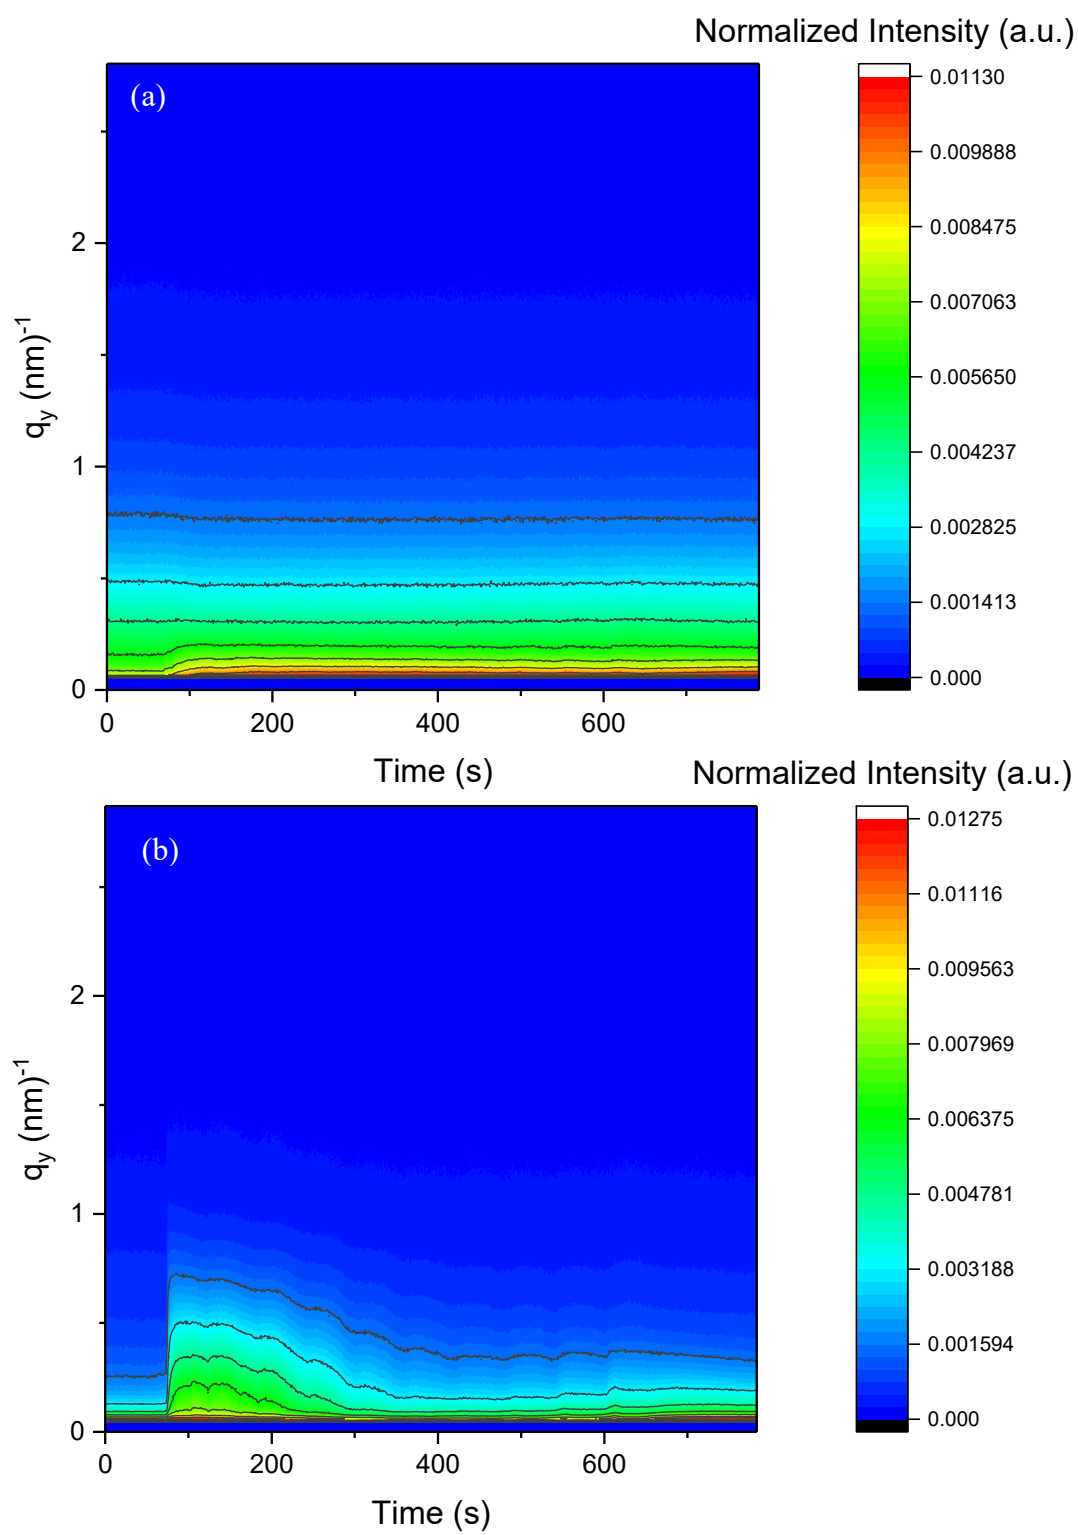 Normalized Intensity (a.u.)
(a)
0.01130
0.009888
0.008475
0.007063
0.005650
0.004237
0.002825
0.001413
0.000
2
1
0
q_y (nm)^-1
0 200 400 600
Time (s)
Normalized Intensity (a.u.)
(b)
0.01275
0.01116
0.009563
0.007969
0.006375
0.004781
0.003188
0.001594
0.000
2
1
0
q_y (nm)^-1
0 200 400 600
Time (s)